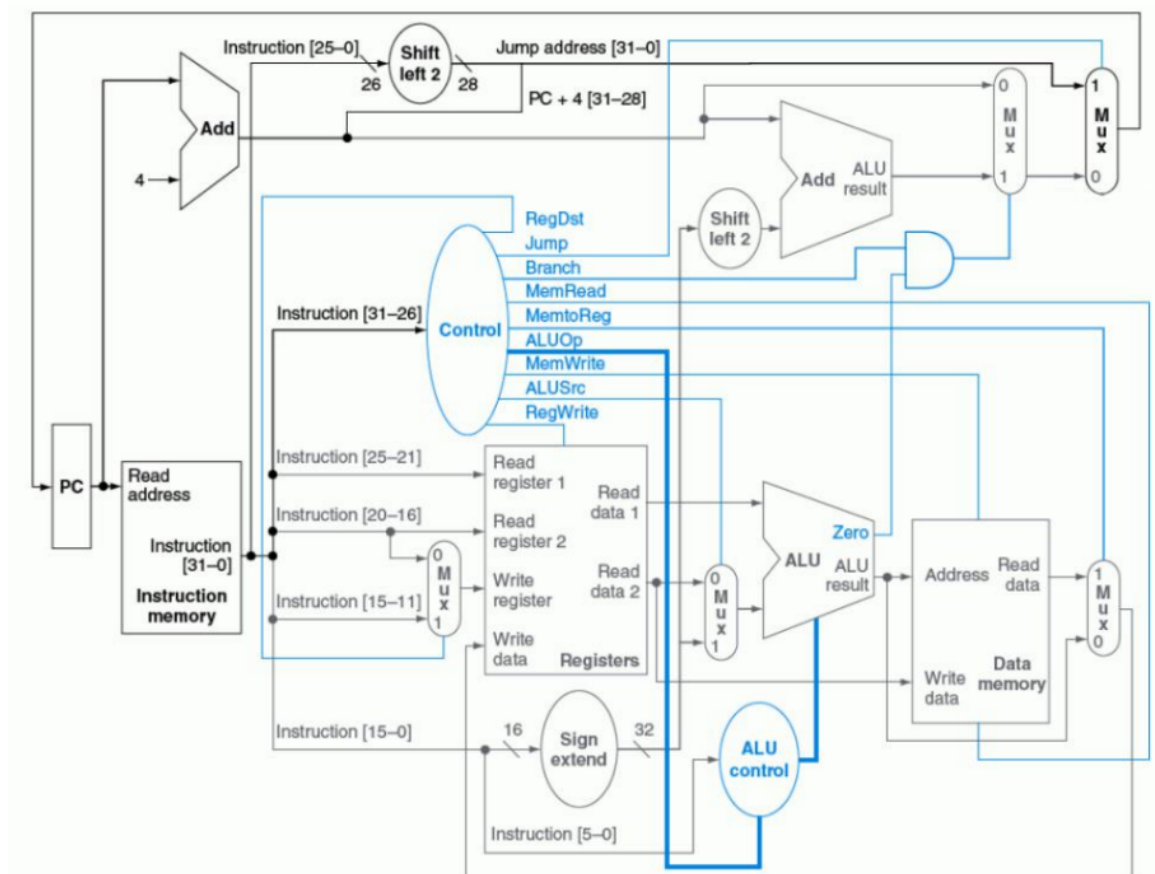 Instruction [25–0]
Shift
left 2
Jump address [31–0]
26
28
PC + 4 [31–28]
Add
4
0
M
u
x
1
1
M
u
x
0
Add
ALU
result
Shift
left 2
RegDst
Jump
Branch
MemRead
MemtoReg
ALUOp
MemWrite
ALUSrc
RegWrite
Instruction [31–26]
Control
PC
Read
address
Instruction
[31–0]
Instruction
memory
Instruction [25–21]
Instruction [20–16]
Instruction [15–11]
0
M
u
x
1
Read
register 1
Read
register 2
Write
register
Write
data
Read
data 1
Read
data 2
Registers
0
M
u
x
1
Zero
ALU
ALU
result
Address
Read
data
Write
data
Data
memory
1
M
u
x
0
Instruction [15–0]
16
Sign
extend
32
ALU
control
Instruction [5–0]